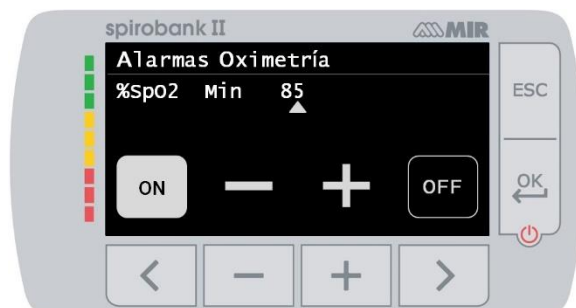 spirobank II MIR
Alarmas Oximetría
%SpO2 Min 85
ON − + OFF
ESC
OK
< − + >